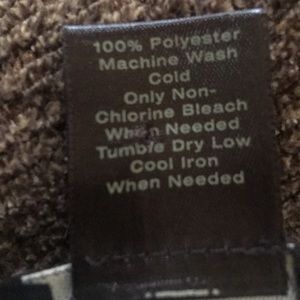 100% Polyester
Machine Wash
Cold
Only Non-
Chlorine Bleach
When Needed
Tumble Dry Low
Cool Iron
When Needed